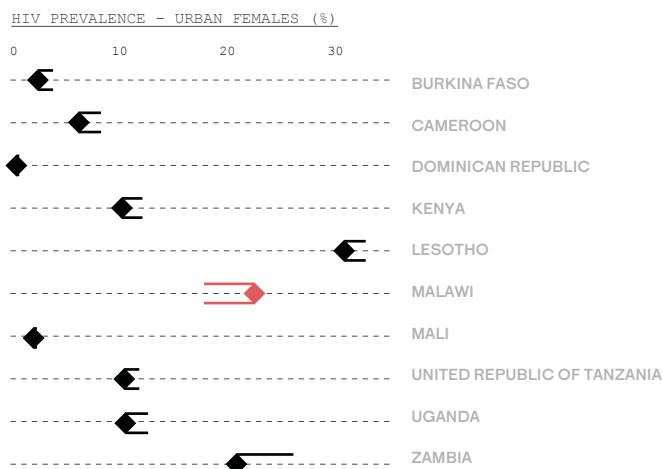 HIV PREVALENCE - URBAN FEMALES (%)
0 10 20 30
BURKINA FASO
CAMEROON
DOMINICAN REPUBLIC
KENYA
LESOTHO
MALAWI
MALI
UNITED REPUBLIC OF TANZANIA
UGANDA
ZAMBIA